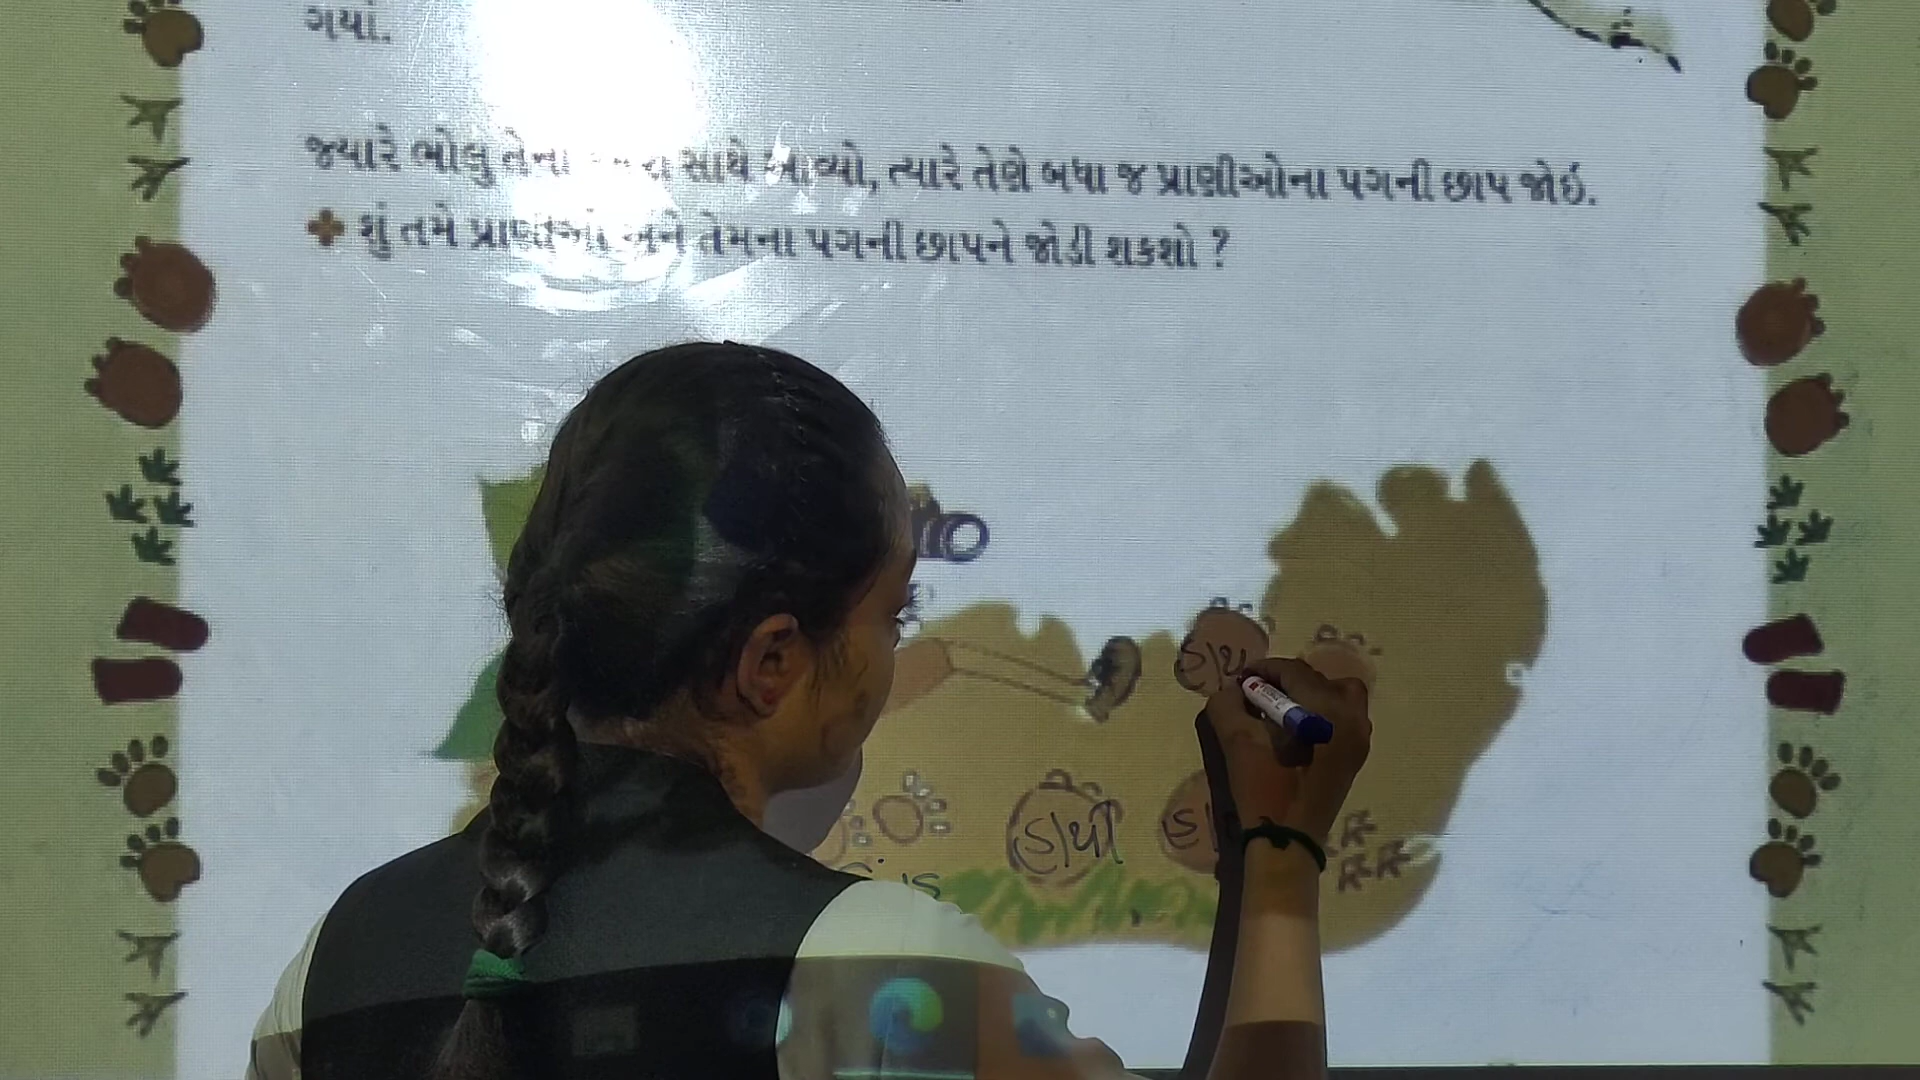 ગયાં.
જ્યારે ભોલુ તેના સાથે આવ્યો, ત્યારે તેણે બધા જ પ્રાણીઓના પગની છાપ જોઈ.
શું તમે પ્રાણીઓ અને તેમના પગની છાપને જોડી શકશો ?
હાથ
હાથી
હા